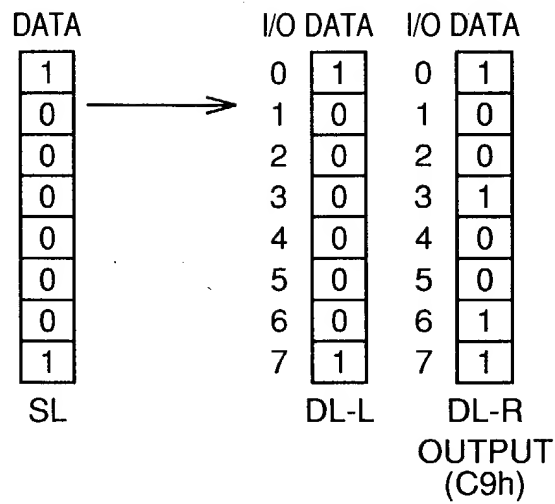 DATA I/O DATA I/O DATA
1 0 1 0 1
0 1 0 1 0
0 2 0 2 0
0 3 0 3 1
0 4 0 4 0
0 5 0 5 0
0 6 0 6 1
1 7 1 7 1
SL DL-L DL-R
OUTPUT
(C9h)